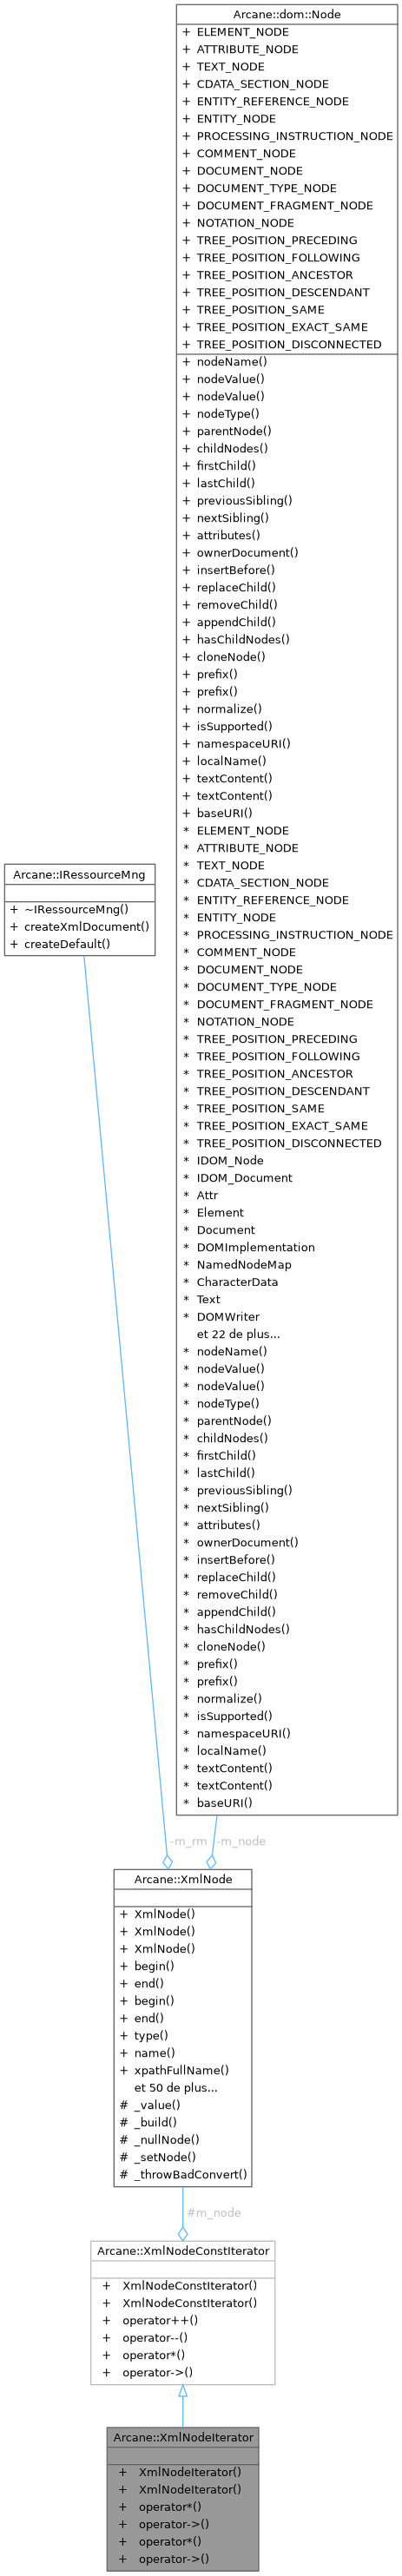 Arcane::dom::Node
+ ELEMENT_NODE
+ ATTRIBUTE_NODE
+ TEXT_NODE
+ CDATA_SECTION_NODE
+ ENTITY_REFERENCE_NODE
+ ENTITY_NODE
+ PROCESSING_INSTRUCTION_NODE
+ COMMENT_NODE
+ DOCUMENT_NODE
+ DOCUMENT_TYPE_NODE
+ DOCUMENT_FRAGMENT_NODE
+ NOTATION_NODE
+ TREE_POSITION_PRECEDING
+ TREE_POSITION_FOLLOWING
+ TREE_POSITION_ANCESTOR
+ TREE_POSITION_DESCENDANT
+ TREE_POSITION_SAME
+ TREE_POSITION_EXACT_SAME
+ TREE_POSITION_DISCONNECTED
+ nodeName()
+ nodeValue()
+ nodeValue()
+ nodeType()
+ parentNode()
+ childNodes()
+ firstChild()
+ lastChild()
+ previousSibling()
+ nextSibling()
+ attributes()
+ ownerDocument()
+ insertBefore()
+ replaceChild()
+ removeChild()
+ appendChild()
+ hasChildNodes()
+ cloneNode()
+ prefix()
+ prefix()
+ normalize()
+ isSupported()
+ namespaceURI()
+ localName()
+ textContent()
+ textContent()
+ baseURI()
* ELEMENT_NODE
* ATTRIBUTE_NODE
* TEXT_NODE
* CDATA_SECTION_NODE
* ENTITY_REFERENCE_NODE
* ENTITY_NODE
* PROCESSING_INSTRUCTION_NODE
* COMMENT_NODE
* DOCUMENT_NODE
* DOCUMENT_TYPE_NODE
* DOCUMENT_FRAGMENT_NODE
* NOTATION_NODE
* TREE_POSITION_PRECEDING
* TREE_POSITION_FOLLOWING
* TREE_POSITION_ANCESTOR
* TREE_POSITION_DESCENDANT
* TREE_POSITION_SAME
* TREE_POSITION_EXACT_SAME
* TREE_POSITION_DISCONNECTED
* IDOM_Node
* IDOM_Document
* Attr
* Element
* Document
* DOMImplementation
* NamedNodeMap
* CharacterData
* Text
* DOMWriter
et 22 de plus...
* nodeName()
* nodeValue()
* nodeValue()
* nodeType()
* parentNode()
* childNodes()
* firstChild()
* lastChild()
* previousSibling()
* nextSibling()
* attributes()
* ownerDocument()
* insertBefore()
* replaceChild()
* removeChild()
* appendChild()
* hasChildNodes()
* cloneNode()
* prefix()
* prefix()
* normalize()
* isSupported()
* namespaceURI()
* localName()
* textContent()
* textContent()
* baseURI()
Arcane::IRessourceMng
+ ~IRessourceMng()
+ createXmlDocument()
+ createDefault()
-m_rm
-m_node
Arcane::XmlNode
+ XmlNode()
+ XmlNode()
+ XmlNode()
+ begin()
+ end()
+ begin()
+ end()
+ type()
+ name()
+ xpathFullName()
et 50 de plus...
# _value()
# _build()
# _nullNode()
# _setNode()
# _throwBadConvert()
#m_node
Arcane::XmlNodeConstIterator
+ XmlNodeConstIterator()
+ XmlNodeConstIterator()
+ operator++()
+ operator--()
+ operator*()
+ operator->()
Arcane::XmlNodeIterator
+ XmlNodeIterator()
+ XmlNodeIterator()
+ operator*()
+ operator->()
+ operator*()
+ operator->()